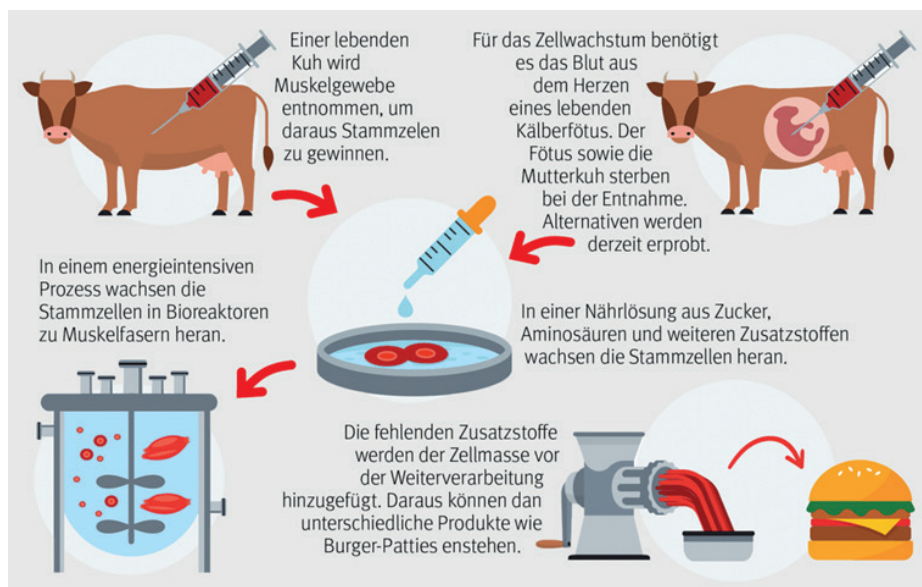 Einer lebenden
Kuh wird
Muskelgewebe
entnommen, um
daraus Stammzelen
zu gewinnen.
Für das Zellwachstum benötigt
es das Blut aus
dem Herzen
eines lebenden
Kälberfötus. Der
Fötus sowie die
Mutterkuh sterben
bei der Entnahme.
Alternativen werden
derzeit erprobt.
In einer Nährlösung aus Zucker,
Aminosäuren und weiteren Zusatzstoffen
wachsen die Stammzellen heran.
In einem energieintensiven
Prozess wachsen die
Stammzellen in Bioreaktoren
zu Muskelfasern heran.
Die fehlenden Zusatzstoffe
werden der Zellmasse vor
der Weiterverarbeitung
hinzugefügt. Daraus können dan
unterschiedliche Produkte wie
Burger-Patties enstehen.